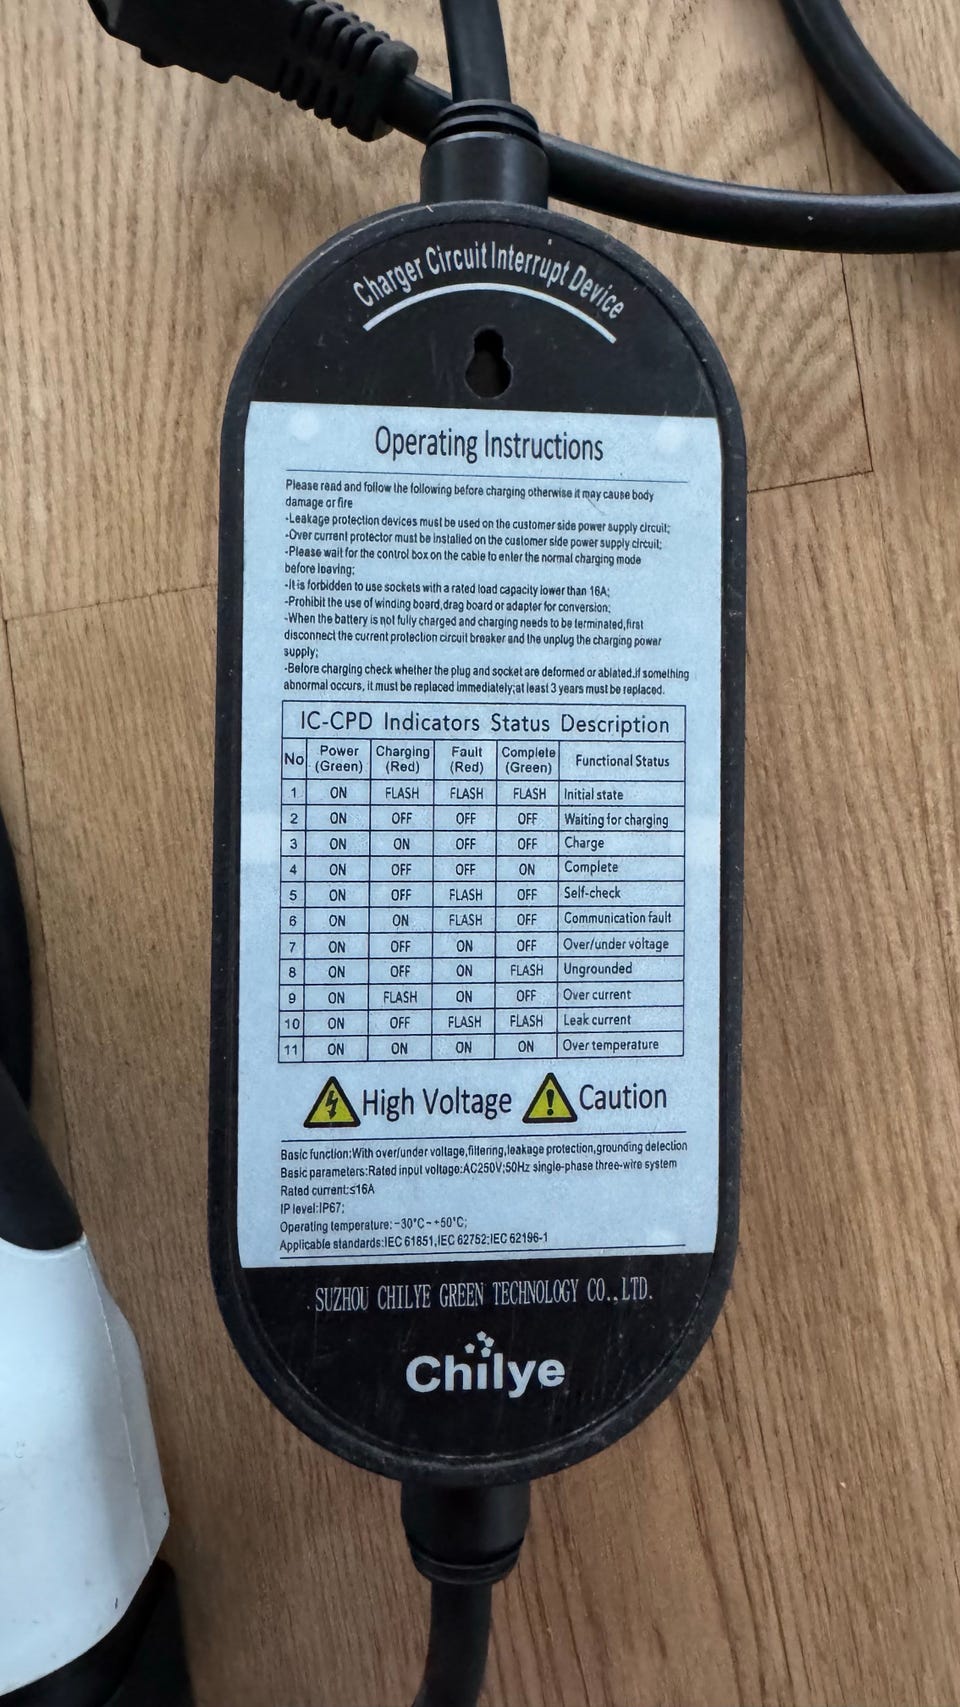 Charger Circuit Interrupt Device
Operating Instructions
Please read and follow the following before charging otherwise it may cause body
damage or fire
-Leakage protection devices must be used on the customer side power supply circuit;
-Over current protector must be installed on the customer side power supply circuit;
-Please wait for the control box on the cable to enter the normal charging mode
before leaving;
-It is forbidden to use sockets with a rated load capacity lower than 16A;
-Prohibit the use of winding board,drag board or adapter for conversion;
-When the battery is not fully charged and charging needs to be terminated,first
disconnect the current protection circuit breaker and the unplug the charging power
supply;
-Before charging check whether the plug and socket are deformed or ablated.If something
abnormal occurs, it must be replaced immediately;at least 3 years must be replaced.
IC-CPD Indicators Status Description
No Power (Green) Charging (Red) Fault (Red) Complete (Green) Functional Status
1 ON FLASH FLASH FLASH Initial state
2 ON OFF OFF OFF Waiting for charging
3 ON ON OFF OFF Charge
4 ON OFF OFF ON Complete
5 ON OFF FLASH OFF Self-check
6 ON ON FLASH OFF Communication fault
7 ON OFF ON OFF Over/under voltage
8 ON OFF ON FLASH Ungrounded
9 ON FLASH ON OFF Over current
10 ON OFF FLASH FLASH Leak current
11 ON ON ON ON Over temperature
High Voltage Caution
Basic function:With over/under voltage,filtering,leakage protection,grounding detection
Basic parameters:Rated input voltage:AC250V;50Hz single-phase three-wire system
Rated current:≤16A
IP level:IP67;
Operating temperature:-30°C~+50°C;
Applicable standards:IEC 61851,IEC 62752;IEC 62196-1
SUZHOU CHILYE GREEN TECHNOLOGY CO.,LTD.
Chilye